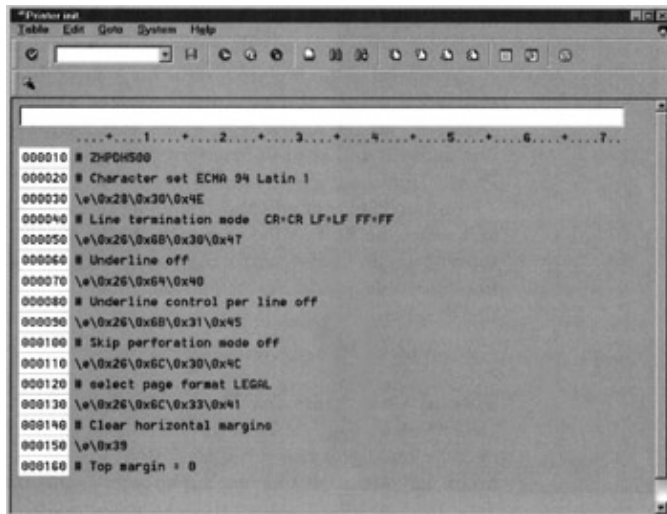 *Printer init.
Table Edit Goto System Help
....+....1....+....2....+....3....+....4....+....5....+....6....+....7..
000010 # ZHPDH500
000020 # Character set ECMA 94 Latin 1
000030 \e\0x28\0x30\0x4E
000040 # Line termination mode CR=CR LF=LF FF=FF
000050 \e\0x26\0x6B\0x30\0x47
000060 # Underline off
000070 \e\0x26\0x64\0x40
000080 # Underline control per line off
000090 \e\0x26\0x6B\0x31\0x45
000100 # Skip perforation mode off
000110 \e\0x26\0x6C\0x30\0x4C
000120 # select page format LEGAL
000130 \e\0x26\0x6C\0x33\0x41
000140 # Clear horizontal margins
000150 \e\0x39
000160 # Top margin = 0